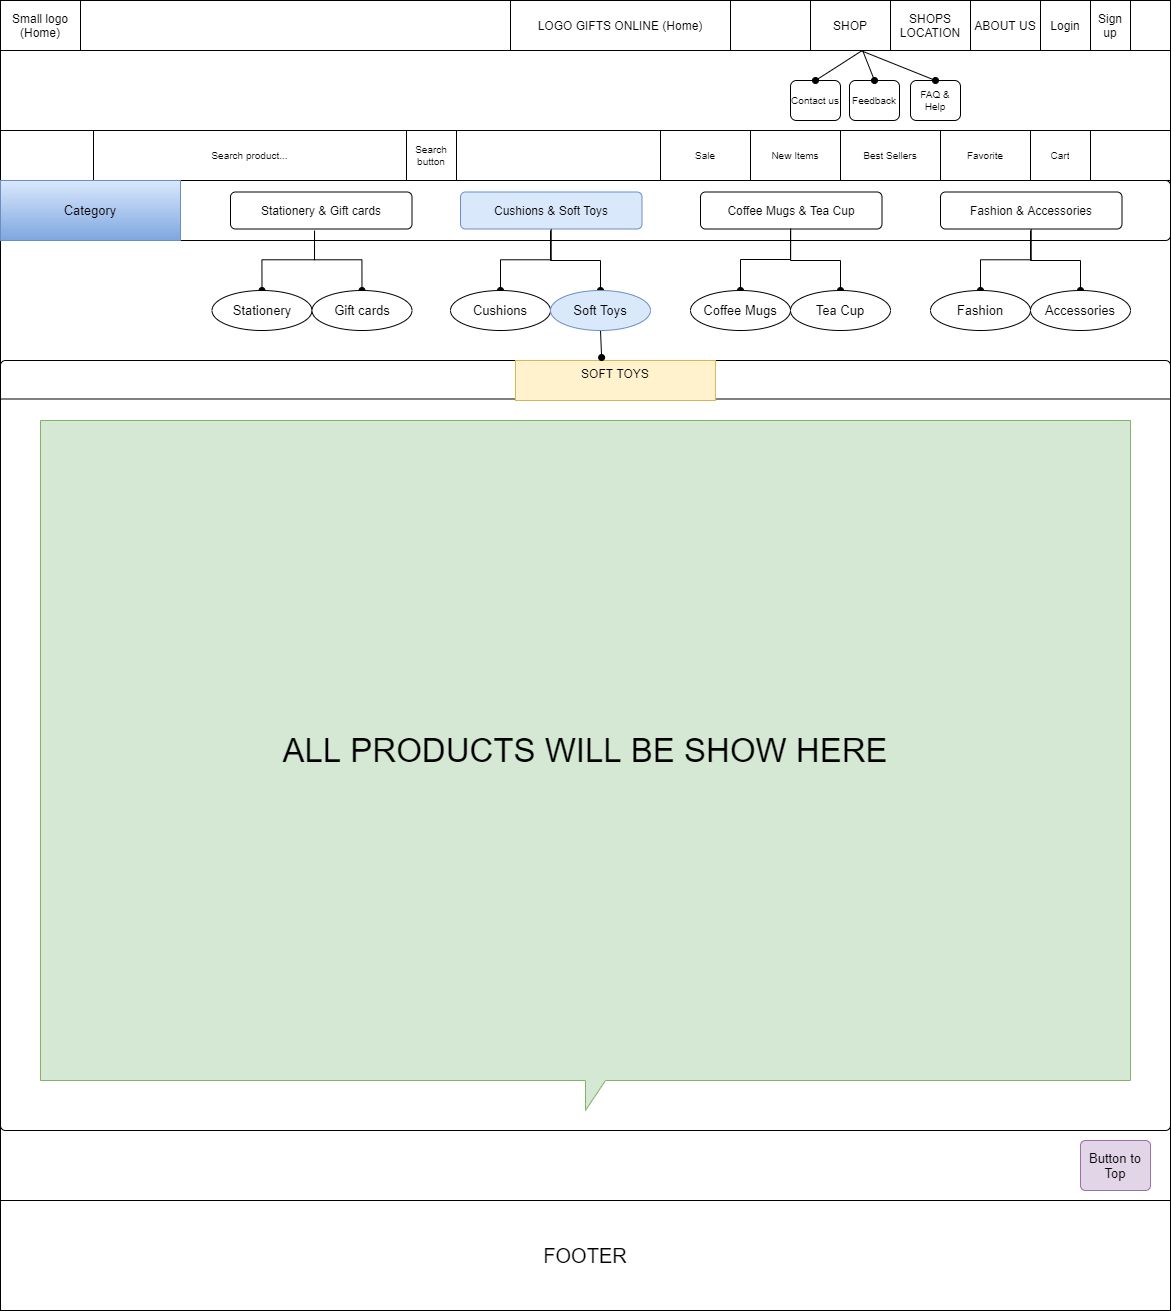 Small logo
(Home)
LOGO GIFTS ONLINE (Home)
SHOP
SHOPS
LOCATION
ABOUT US
Login
Sign
up
Contact us
Feedback
FAQ &
Help
Search product...
Search
button
Sale
New Items
Best Sellers
Favorite
Cart
Category
Stationery & Gift cards
Cushions & Soft Toys
Coffee Mugs & Tea Cup
Fashion & Accessories
Stationery
Gift cards
Cushions
Soft Toys
Coffee Mugs
Tea Cup
Fashion
Accessories
SOFT TOYS
ALL PRODUCTS WILL BE SHOW HERE
Button to
Top
FOOTER